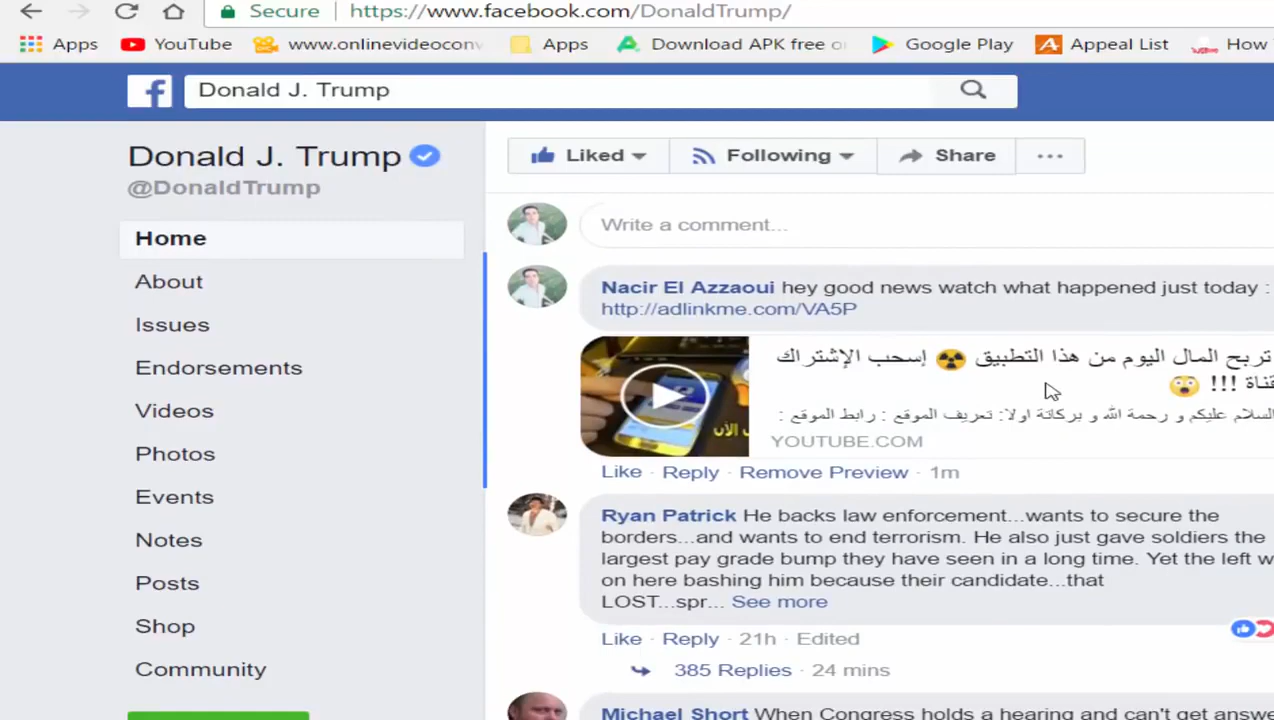 Secure https://www.facebook.com/DonaldTrump/
Apps YouTube www.onlinevideoconv Apps Download APK free o Google Play Appeal List How
Donald J. Trump
Donald J. Trump
@DonaldTrump
Home
About
Issues
Endorsements
Videos
Photos
Events
Notes
Posts
Shop
Community
Liked Following Share
Write a comment...
Nacir El Azzaoui hey good news watch what happened just today :
http://adlinkme.com/VA5P
تربح المال اليوم من هذا التطبيق ☢ إسحب الإشتراك
قناة !!! 😲
السلام عليكم و رحمة الله و بركاتة اولا: تعريف الموقع : رابط الموقع :
YOUTUBE.COM
Like · Reply · Remove Preview · 1m
Ryan Patrick He backs law enforcement...wants to secure the
borders...and wants to end terrorism. He also just gave soldiers the
largest pay grade bump they have seen in a long time. Yet the left w
on here bashing him because their candidate...that
LOST...spr... See more
Like · Reply · 21h · Edited
385 Replies · 24 mins
Michael Short When Congress holds a hearing and can't get answe